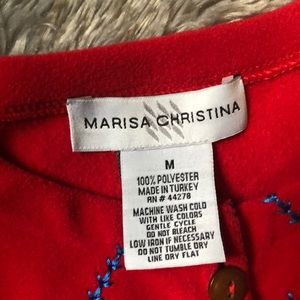 MARISA CHRISTINA
M
100% POLYESTER
MADE IN TURKEY
RN # 44278
MACHINE WASH COLD
WITH LIKE COLORS
GENTLE CYCLE
DO NOT BLEACH
LOW IRON IF NECESSARY
DO NOT TUMBLE DRY
LINE DRY FLAT